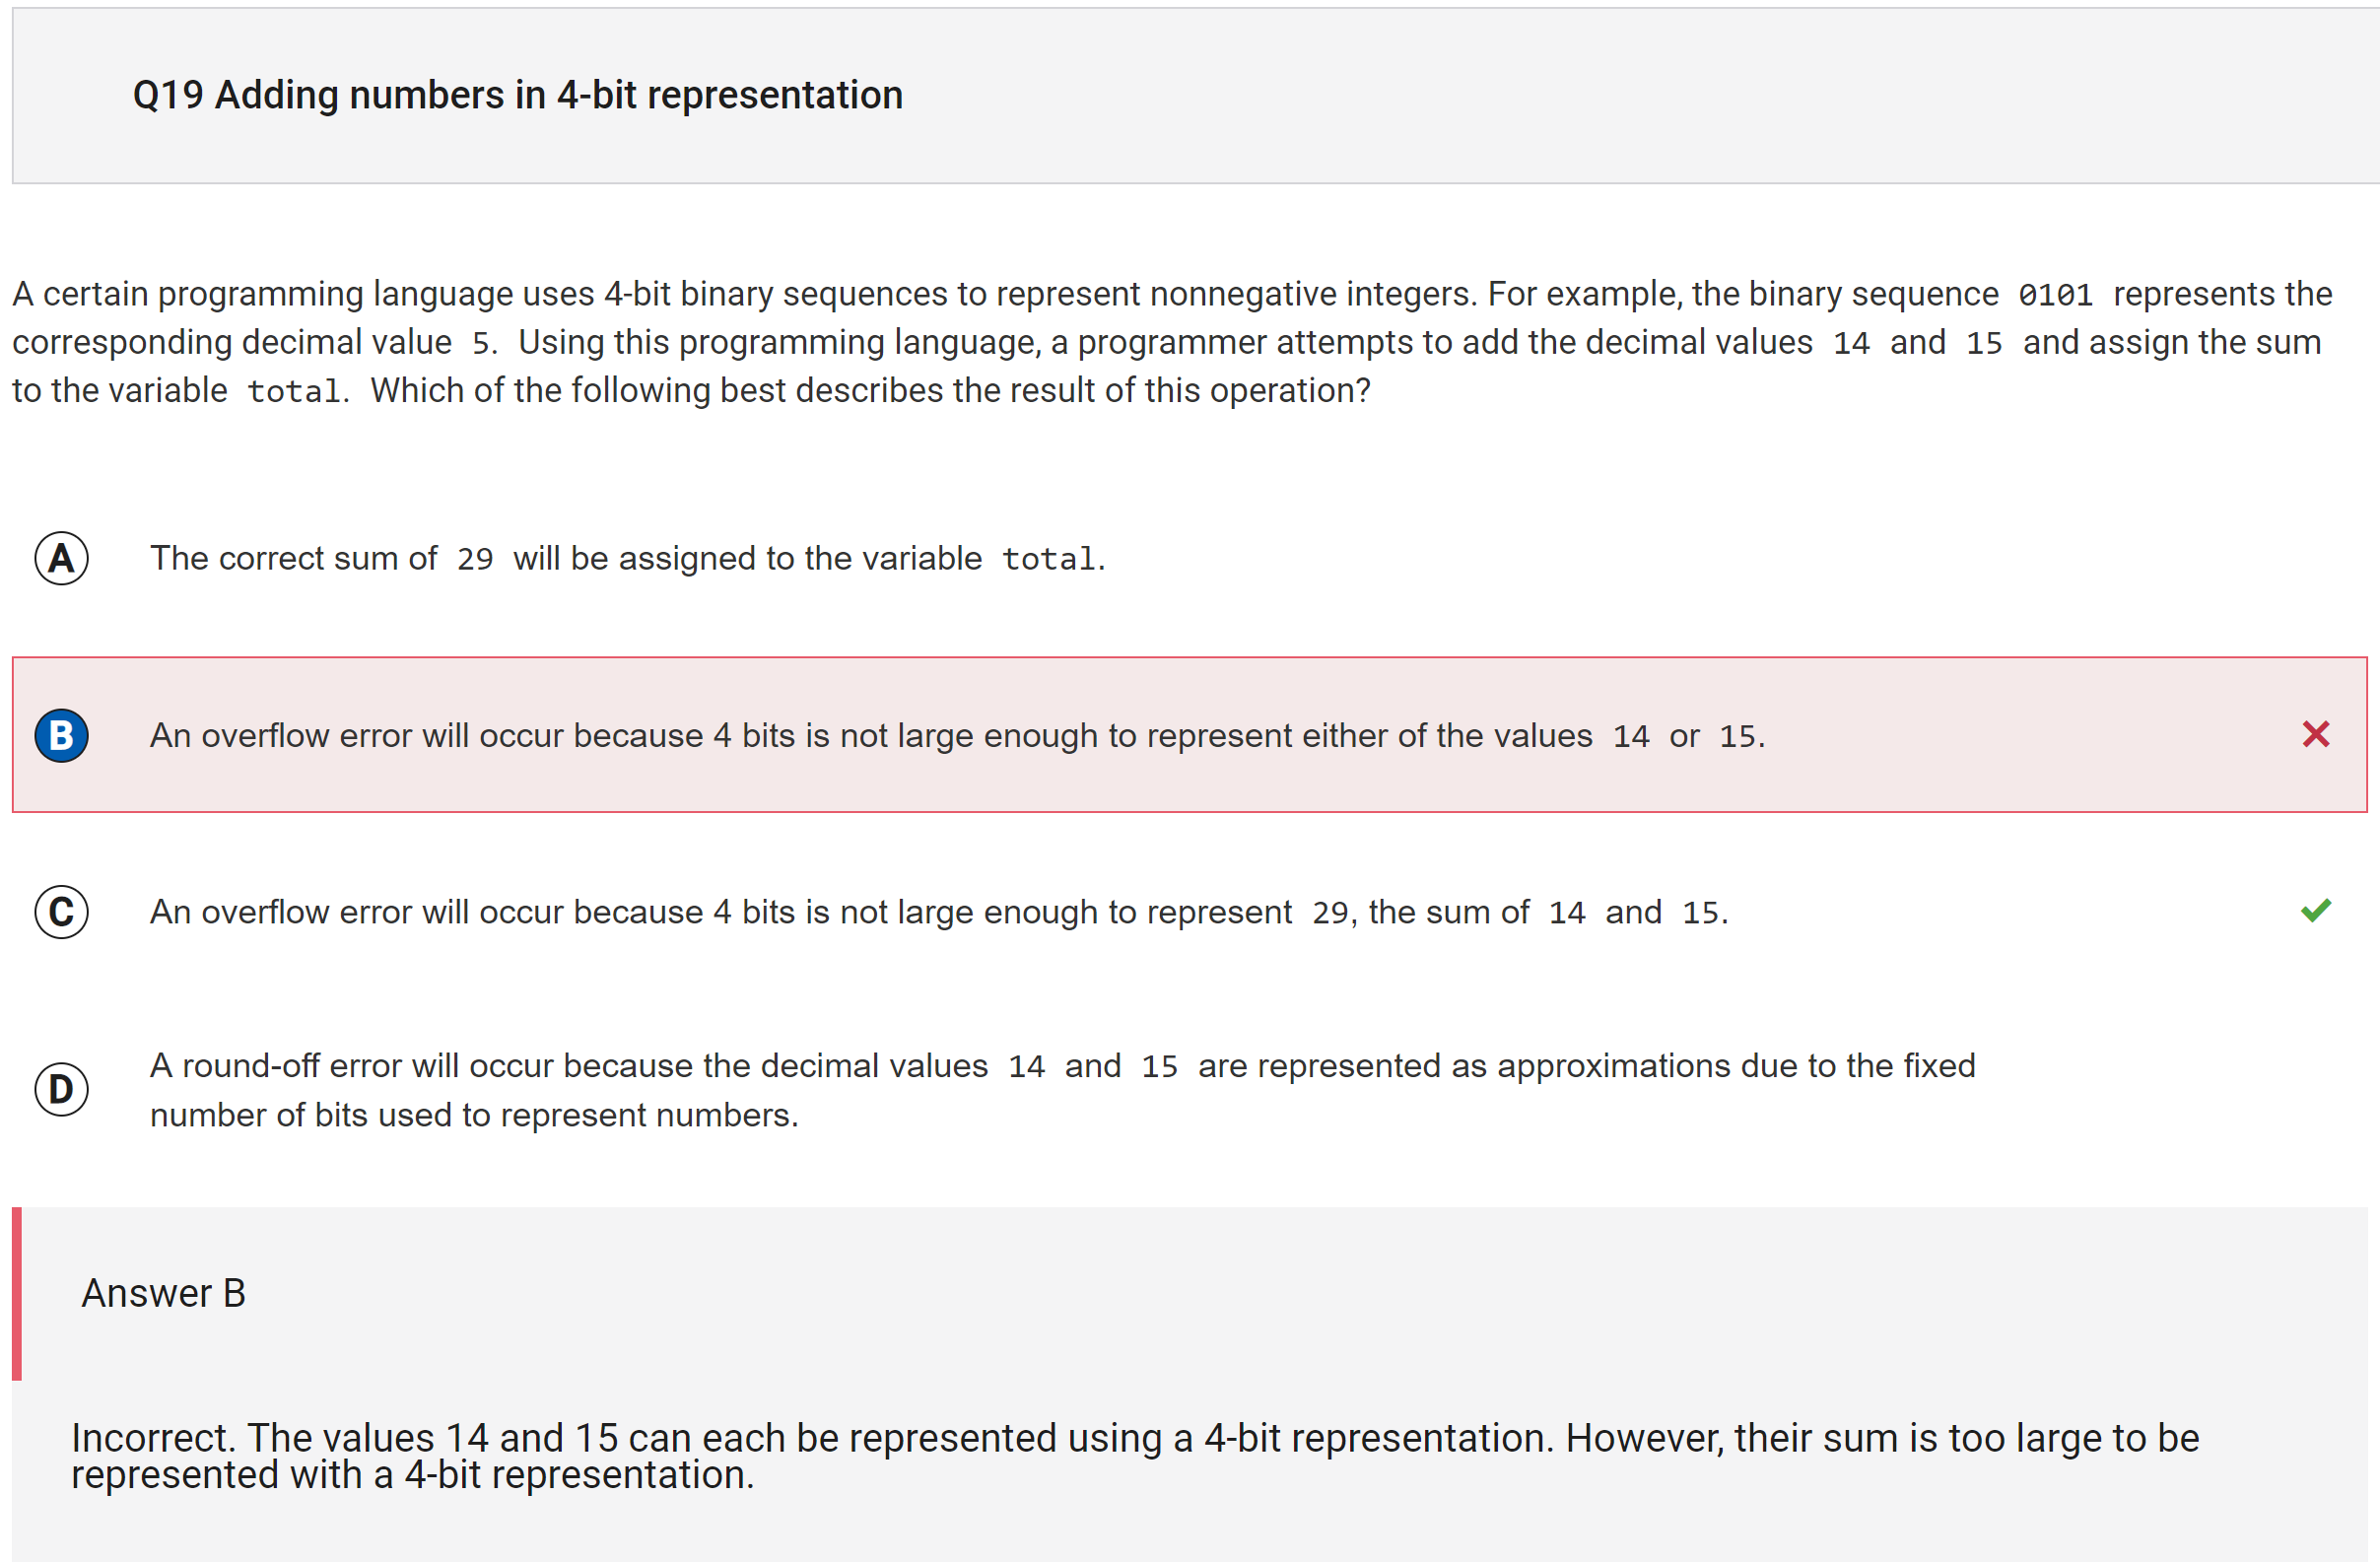 Q19 Adding numbers in 4-bit representation
A certain programming language uses 4-bit binary sequences to represent nonnegative integers. For example, the binary sequence 0101 represents the
corresponding decimal value 5. Using this programming language, a programmer attempts to add the decimal values 14 and 15 and assign the sum
to the variable total. Which of the following best describes the result of this operation?
A The correct sum of 29 will be assigned to the variable total.
B An overflow error will occur because 4 bits is not large enough to represent either of the values 14 or 15.
C An overflow error will occur because 4 bits is not large enough to represent 29, the sum of 14 and 15.
D A round-off error will occur because the decimal values 14 and 15 are represented as approximations due to the fixed
number of bits used to represent numbers.
Answer B
Incorrect. The values 14 and 15 can each be represented using a 4-bit representation. However, their sum is too large to be
represented with a 4-bit representation.